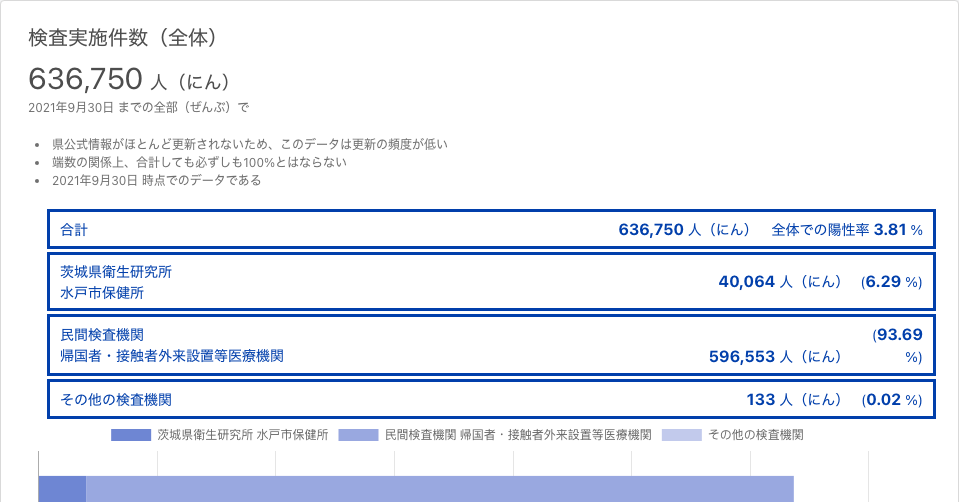 検査実施件数（全体）
636,750 人（にん）
2021年9月30日 までの全部（ぜんぶ）で
• 県公式情報がほとんど更新されないため、このデータは更新の頻度が低い
• 端数の関係上、合計しても必ずしも100%とはならない
• 2021年9月30日 時点でのデータである
合計 636,750 人（にん） 全体での陽性率 3.81 %
茨城県衛生研究所
水戸市保健所 40,064 人（にん） (6.29 %)
民間検査機関
帰国者・接触者外来設置等医療機関 596,553 人（にん） (93.69 %)
その他の検査機関 133 人（にん） (0.02 %)
茨城県衛生研究所 水戸市保健所 民間検査機関 帰国者・接触者外来設置等医療機関 その他の検査機関